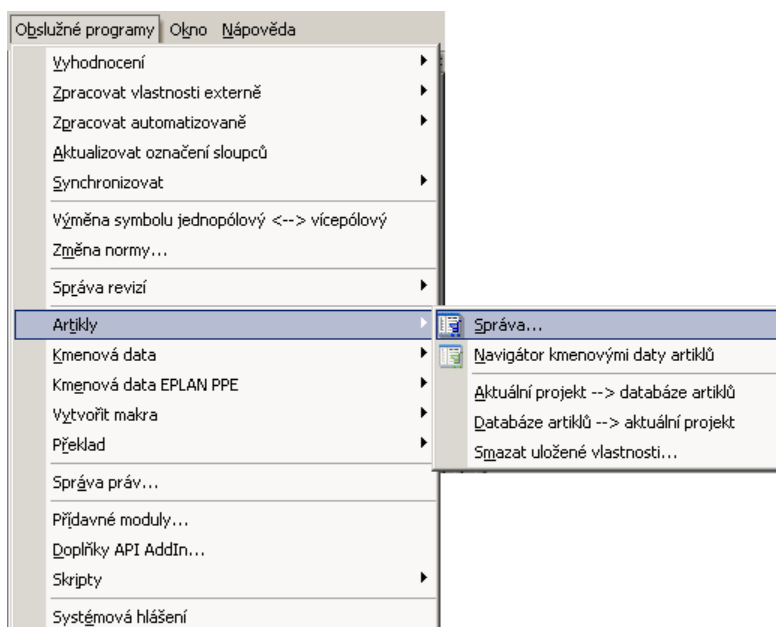 Obslužné programy Okno Nápověda
Vyhodnocení
Zpracovat vlastnosti externě
Zpracovat automatizovaně
Aktualizovat označení sloupců
Synchronizovat
Výměna symbolu jednopólový <--> vícepólový
Změna normy...
Správa revizí
Artikly
Kmenová data
Kmenová data EPLAN PPE
Vytvořit makra
Překlad
Správa práv...
Přídavné moduly...
Doplňky API AddIn...
Skripty
Systémová hlášení
Správa...
Navigátor kmenovými daty artiklů
Aktuální projekt --> databáze artiklů
Databáze artiklů --> aktuální projekt
Smazat uložené vlastnosti...